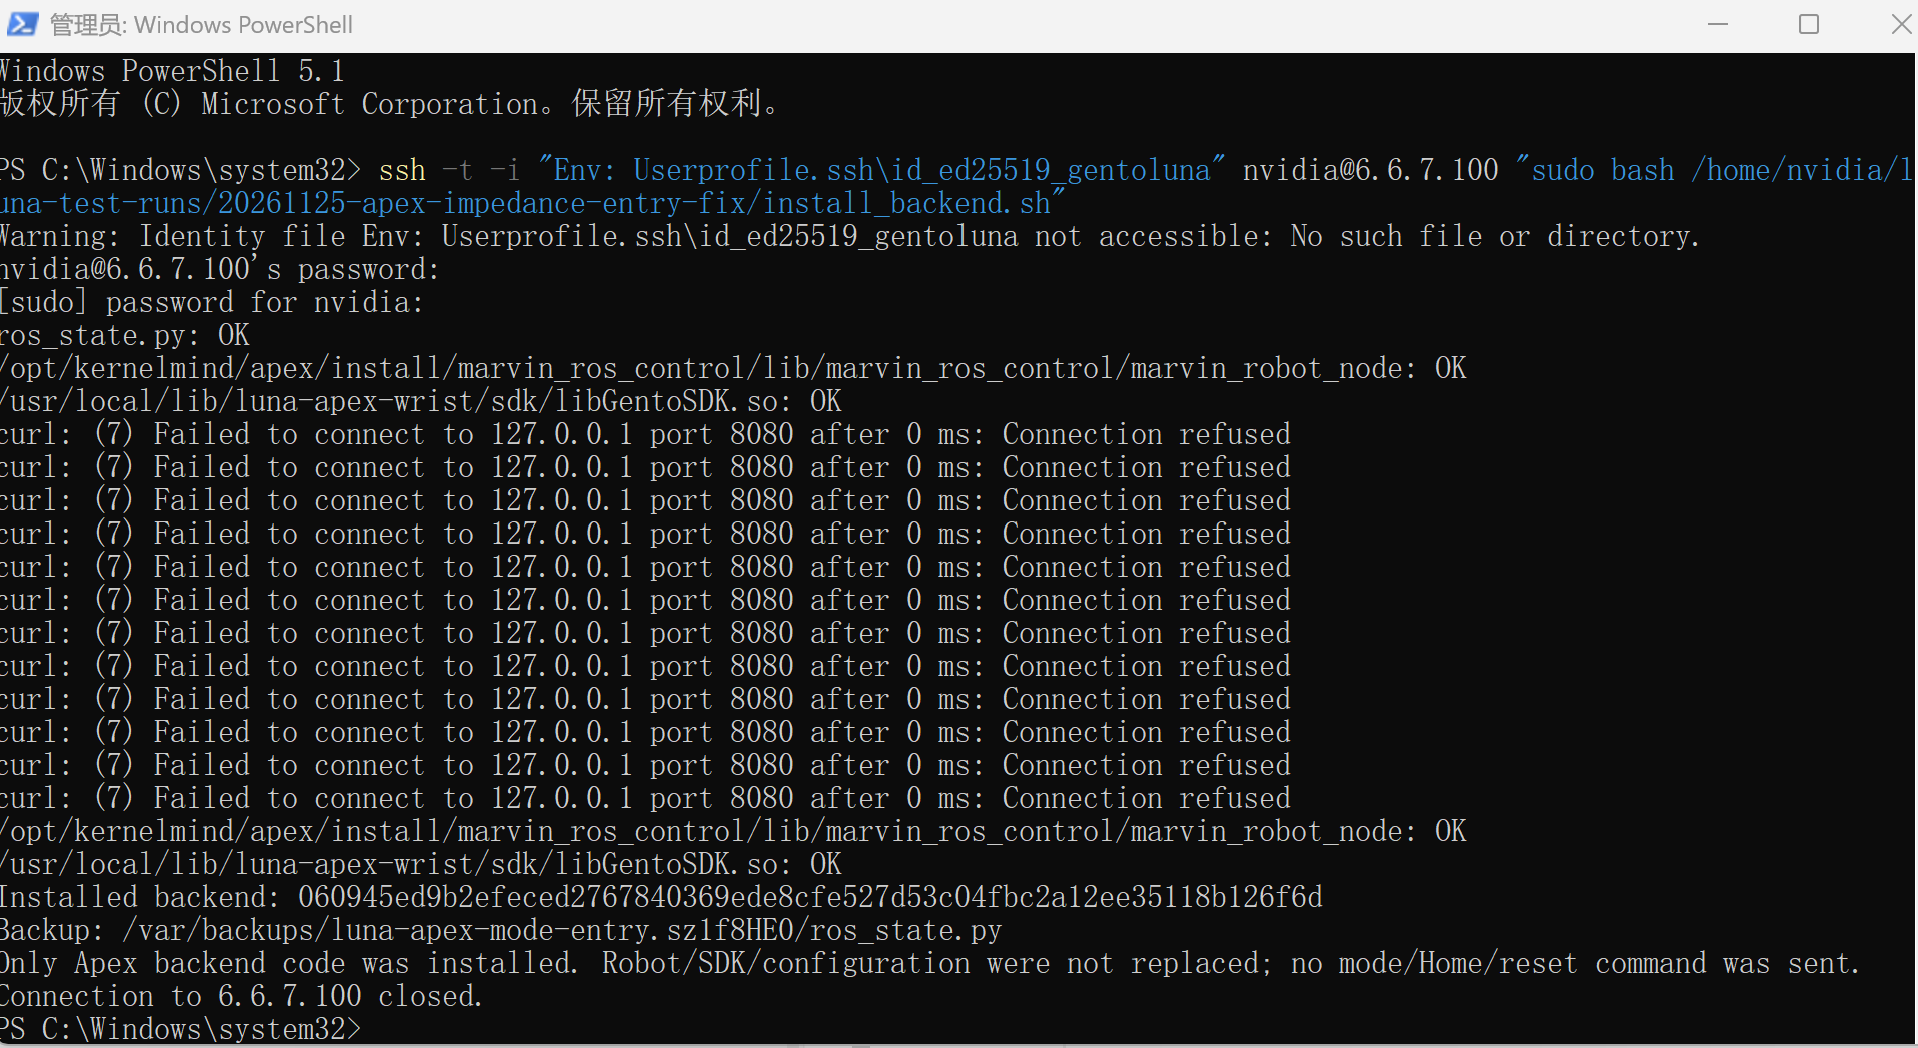 管理员: Windows PowerShell
Windows PowerShell 5.1
版权所有 (C) Microsoft Corporation。保留所有权利。
PS C:\Windows\system32> ssh -t -i "Env: Userprofile.ssh\id_ed25519_gentoluna" nvidia@6.6.7.100 "sudo bash /home/nvidia/l
una-test-runs/20261125-apex-impedance-entry-fix/install_backend.sh"
Warning: Identity file Env: Userprofile.ssh\id_ed25519_gentoluna not accessible: No such file or directory.
nvidia@6.6.7.100's password:
[sudo] password for nvidia:
ros_state.py: OK
/opt/kernelmind/apex/install/marvin_ros_control/lib/marvin_ros_control/marvin_robot_node: OK
/usr/local/lib/luna-apex-wrist/sdk/libGentoSDK.so: OK
curl: (7) Failed to connect to 127.0.0.1 port 8080 after 0 ms: Connection refused
curl: (7) Failed to connect to 127.0.0.1 port 8080 after 0 ms: Connection refused
curl: (7) Failed to connect to 127.0.0.1 port 8080 after 0 ms: Connection refused
curl: (7) Failed to connect to 127.0.0.1 port 8080 after 0 ms: Connection refused
curl: (7) Failed to connect to 127.0.0.1 port 8080 after 0 ms: Connection refused
curl: (7) Failed to connect to 127.0.0.1 port 8080 after 0 ms: Connection refused
curl: (7) Failed to connect to 127.0.0.1 port 8080 after 0 ms: Connection refused
curl: (7) Failed to connect to 127.0.0.1 port 8080 after 0 ms: Connection refused
curl: (7) Failed to connect to 127.0.0.1 port 8080 after 0 ms: Connection refused
curl: (7) Failed to connect to 127.0.0.1 port 8080 after 0 ms: Connection refused
curl: (7) Failed to connect to 127.0.0.1 port 8080 after 0 ms: Connection refused
curl: (7) Failed to connect to 127.0.0.1 port 8080 after 0 ms: Connection refused
/opt/kernelmind/apex/install/marvin_ros_control/lib/marvin_ros_control/marvin_robot_node: OK
/usr/local/lib/luna-apex-wrist/sdk/libGentoSDK.so: OK
Installed backend: 060945ed9b2efeced2767840369ede8cfe527d53c04fbc2a12ee35118b126f6d
Backup: /var/backups/luna-apex-mode-entry.sz1f8HE0/ros_state.py
Only Apex backend code was installed. Robot/SDK/configuration were not replaced; no mode/Home/reset command was sent.
Connection to 6.6.7.100 closed.
PS C:\Windows\system32>